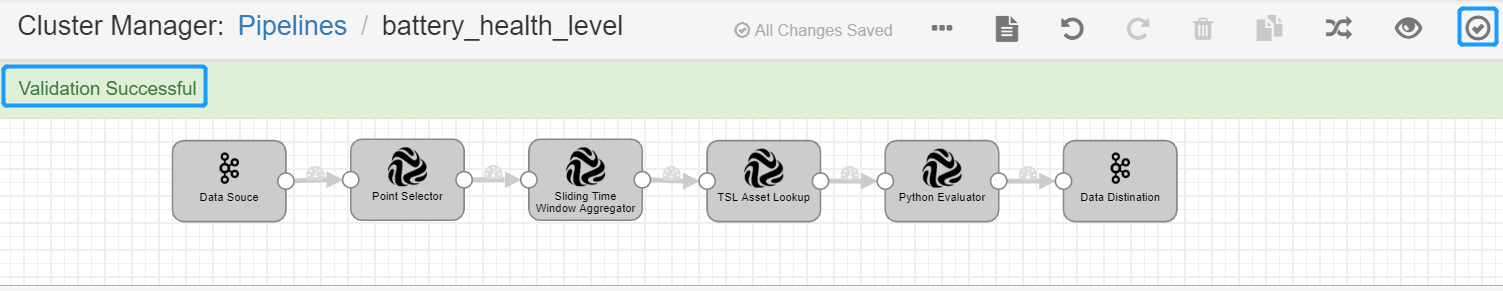 Cluster Manager: Pipelines / battery_health_level
All Changes Saved
Validation Successful
Data Souce
Point Selector
Sliding Time
Window Aggregator
TSL Asset Lookup
Python Evaluator
Data Distination